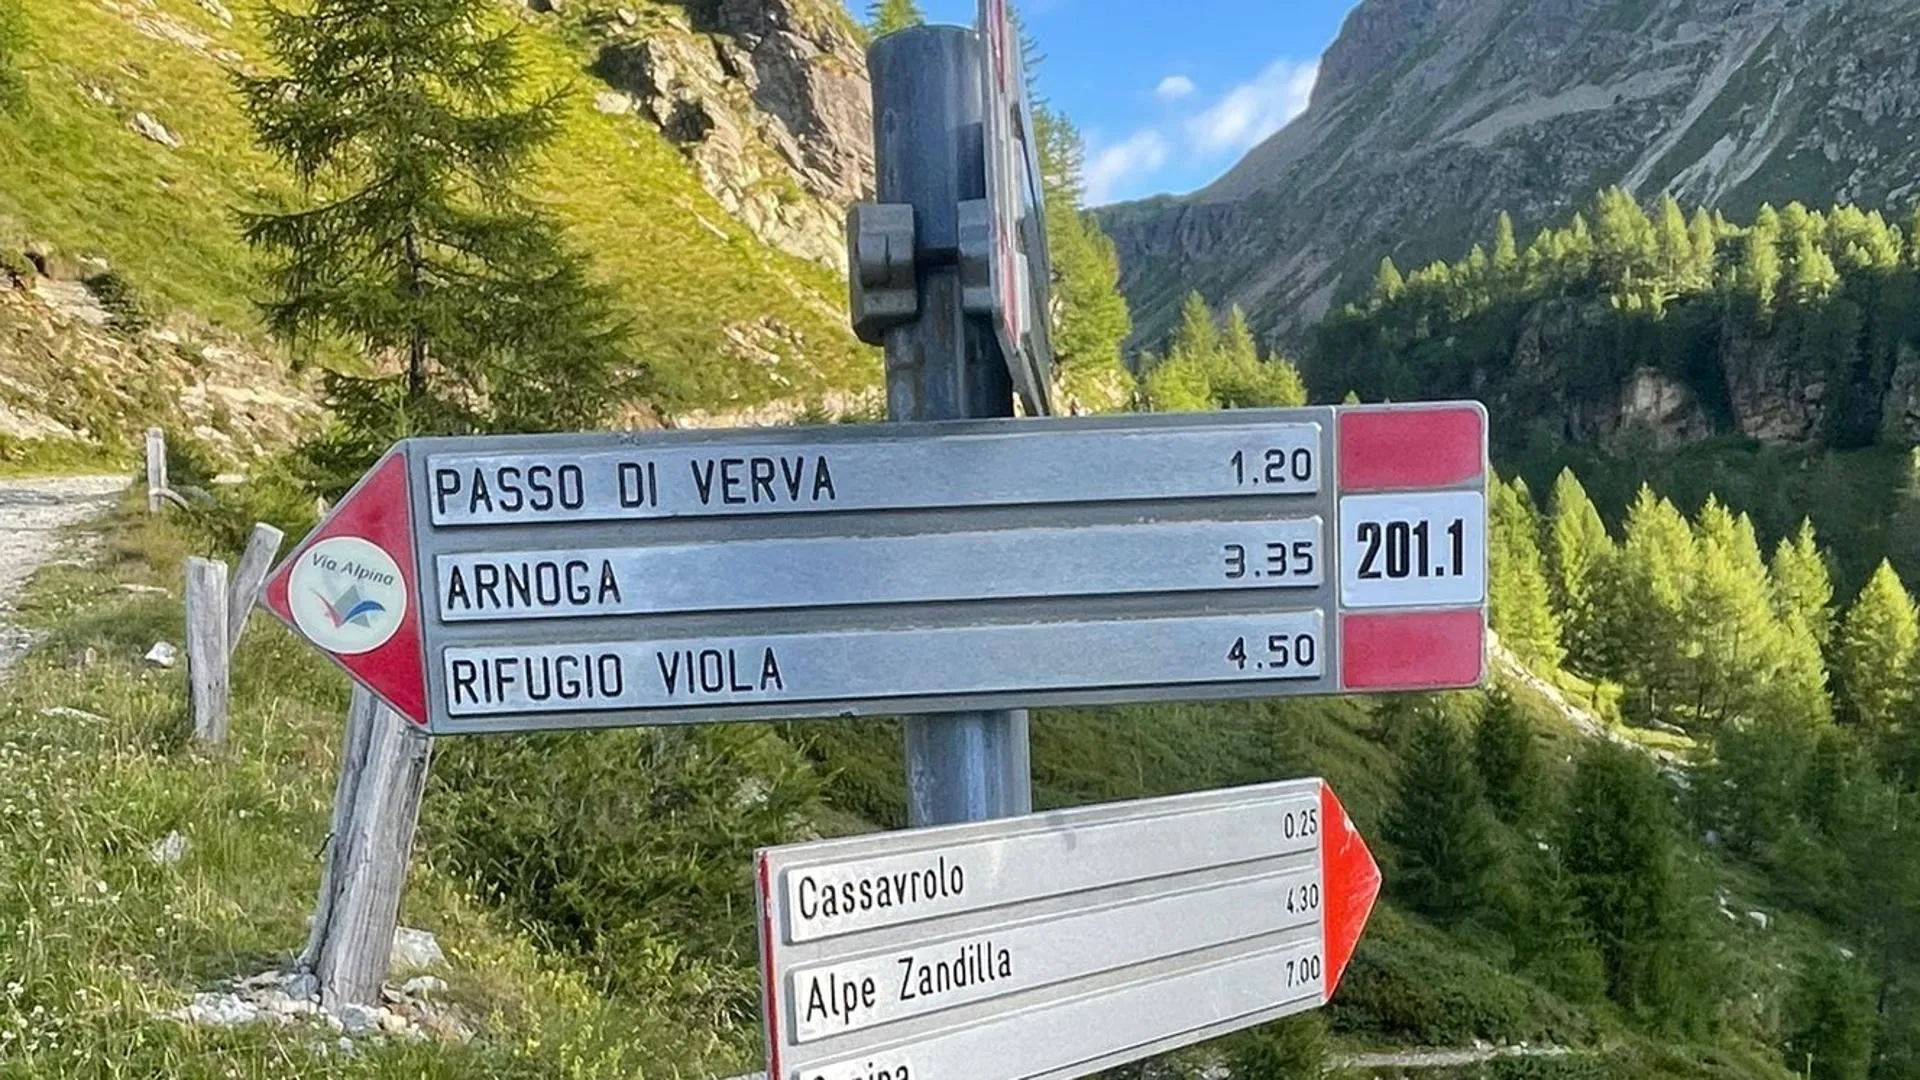 PASSO DI VERVA 1.20
201.1
Via Alpina
ARNOGA 3.35
RIFUGIO VIOLA 4.50
Cassavrolo 0.25
Alpe Zandilla 4.30
7.00